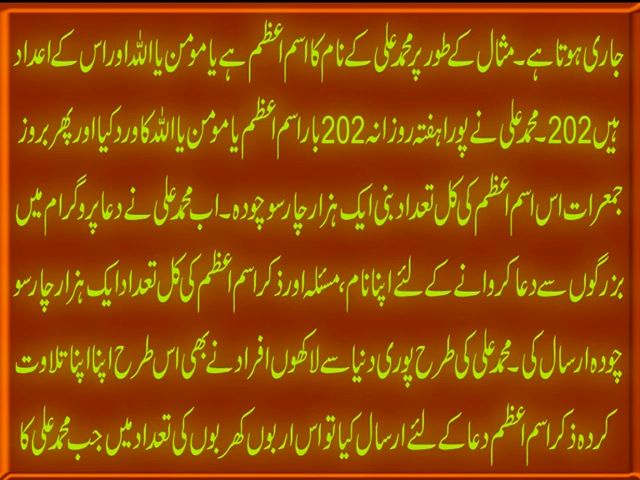 جاری ہوتا ہے۔ مثال کے طور پر محمد علی کے نام کا اسم اعظم ہے یا مومن یا اللہ اور اس کے اعداد
ہیں 202۔ محمد علی نے پورا ہفتہ روزانہ 202 بار اسم اعظم یا مومن یا اللہ کا ورد کیا اور پھر بروز
جمعرات اس اسم اعظم کی کل تعداد بنی ایک ہزار چار سو چودہ۔ اب محمد علی نے دعا پروگرام میں
بزرگوں سے دعا کروانے کے لئے اپنا نام، مسئلہ اور ذکر اسم اعظم کی کل تعداد ایک ہزار چار سو
چودہ ارسال کی۔ محمد علی کی طرح پوری دنیا سے لاکھوں افراد نے بھی اس طرح اپنا اپنا تلاوت
کردہ ذکر اسم اعظم دعا کے لئے ارسال کیا تو اس اربوں کھربوں کی تعداد میں جب محمد علی کا